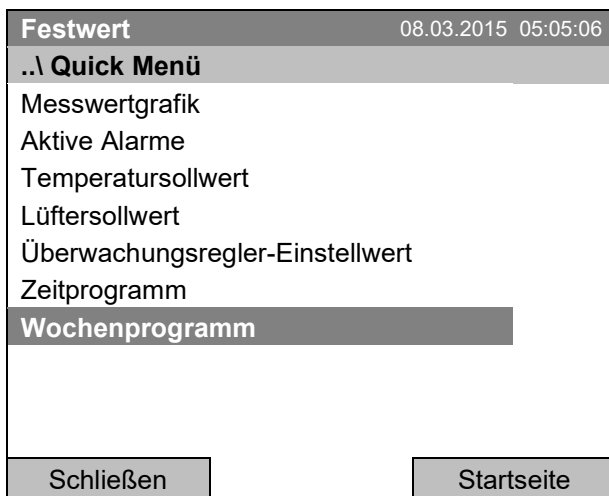 Festwert 08.03.2015 05:05:06
..\ Quick Menü
Messwertgrafik
Aktive Alarme
Temperatursollwert
Lüftersollwert
Überwachungsregler-Einstellwert
Zeitprogramm
Wochenprogramm
Schließen Startseite